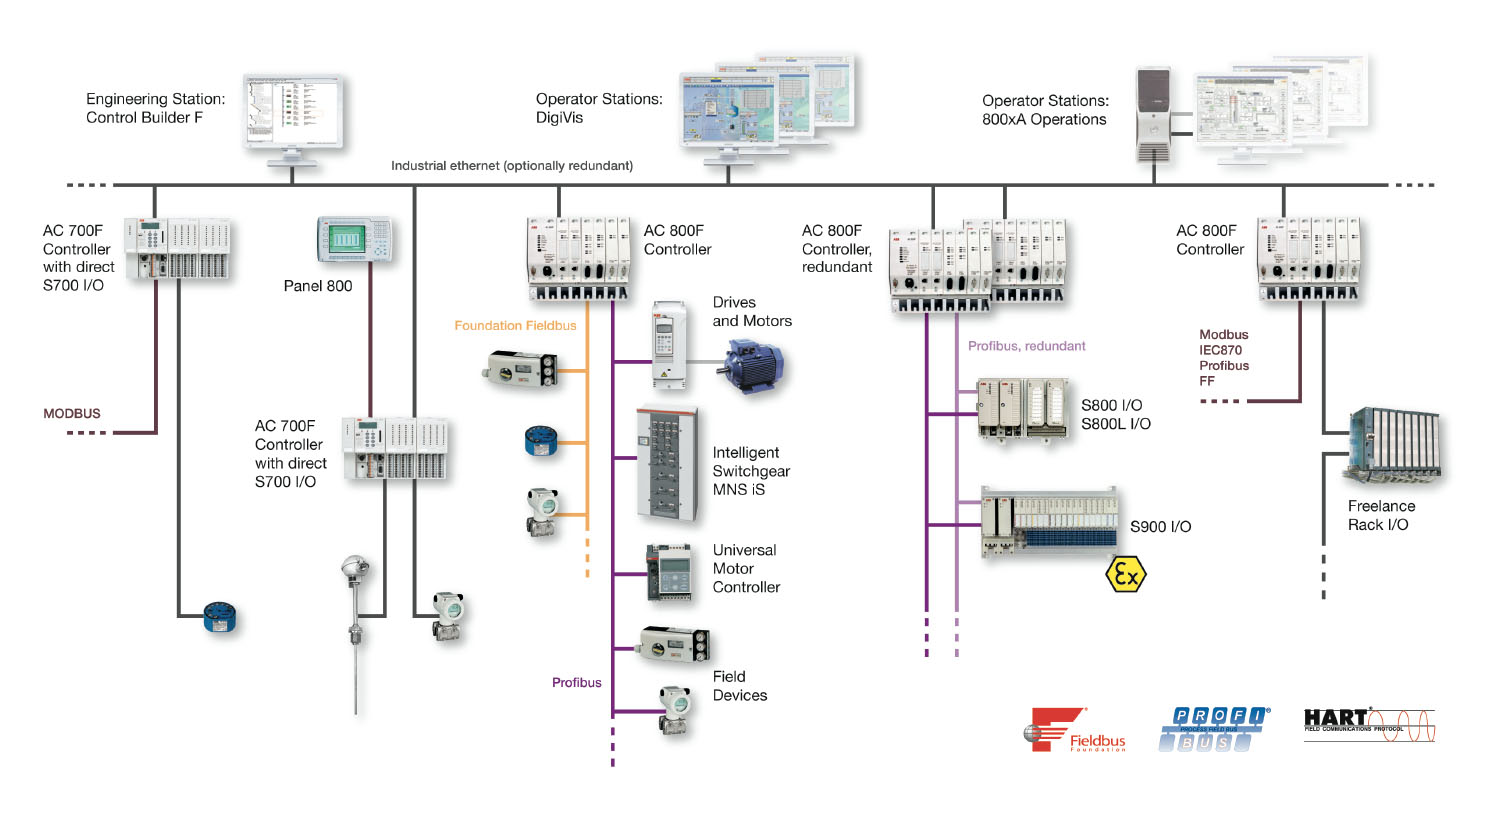 Engineering Station:
Control Builder F
Operator Stations:
DigiVis
Operator Stations:
800xA Operations
Industrial ethernet (optionally redundant)
AC 700F
Controller
with direct
S700 I/O
Panel 800
AC 800F
Controller
AC 800F
Controller,
redundant
AC 800F
Controller
Foundation Fieldbus
Drives
and Motors
Profibus, redundant
Modbus
IEC870
Profibus
FF
MODBUS
AC 700F
Controller
with direct
S700 I/O
S800 I/O
S800L I/O
Intelligent
Switchgear
MNS iS
Freelance
Rack I/O
S900 I/O
Ex
Universal
Motor
Controller
Profibus
Field
Devices
Fieldbus
Foundation
PROFI
PROCESS FIELD BUS
BUS
HART
FIELD COMMUNICATIONS PROTOCOL